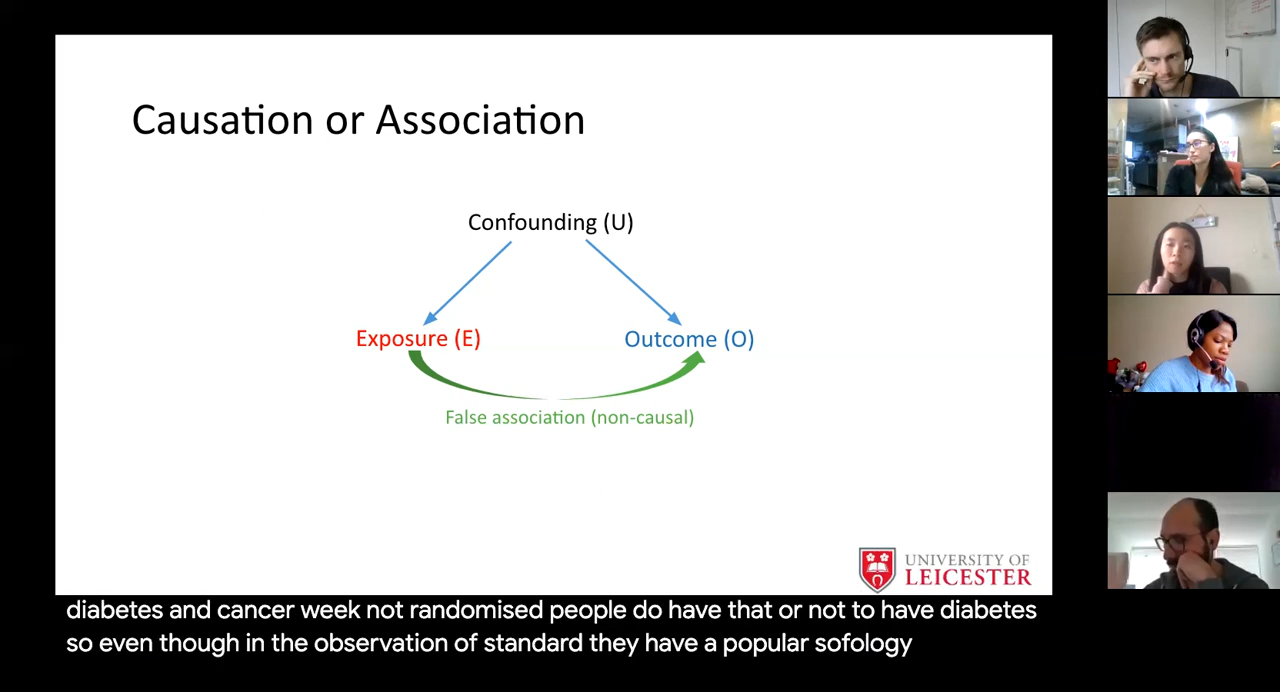 Causation or Association
Confounding (U)
Exposure (E)
Outcome (O)
False association (non-causal)
UNIVERSITY OF
LEICESTER
diabetes and cancer week not randomised people do have that or not to have diabetes
so even though in the observation of standard they have a popular sofology